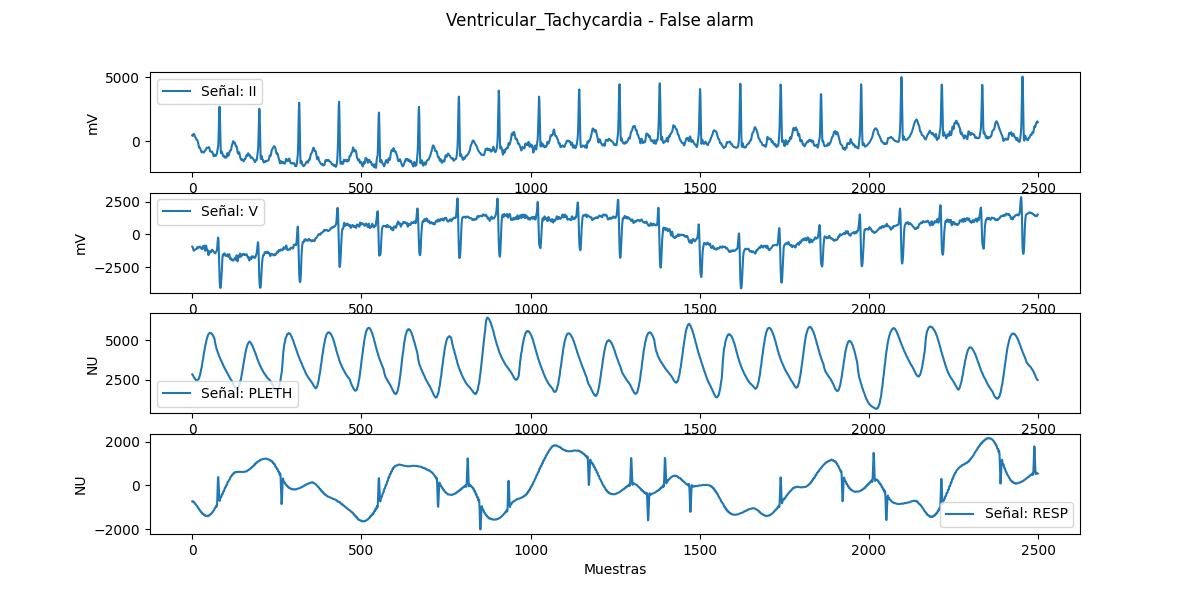 Ventricular_Tachycardia - False alarm
5000
0
mV
Señal: II
0 500 1000 1500 2000 2500
2500
0
−2500
mV
Señal: V
0 500 1000 1500 2000 2500
5000
2500
NU
Señal: PLETH
0 500 1000 1500 2000 2500
2000
0
−2000
NU
Señal: RESP
0 500 1000 1500 2000 2500
Muestras